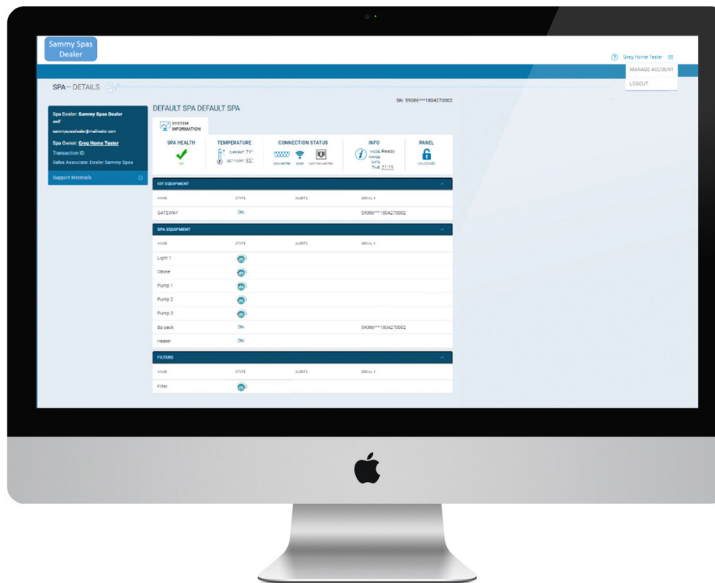 Sammy Spas
Dealer
Greg Home Tester
MANAGE ACCOUNT
LOGOUT
SPA DETAILS
Spa Dealer: Sammy Spas Dealer
Spa Owner: Greg Home Tester
Transaction ID:
Sales Associate: Dealer Sammy Spas
Support Materials
DEFAULT SPA DEFAULT SPA
SYSTEM
INFORMATION
SPA HEALTH
TEMPERATURE
CONNECTION STATUS
INFO
PANEL
IOT EQUIPMENT
NAME STATE ALERTS SERIAL #
GATEWAY ON
SPA EQUIPMENT
NAME STATE ALERTS SERIAL #
Light 1
Ozone
Pump 1
Pump 2
Pump 3
ON
Heater ON
FILTERS
NAME STATE ALERTS SERIAL #
Filter